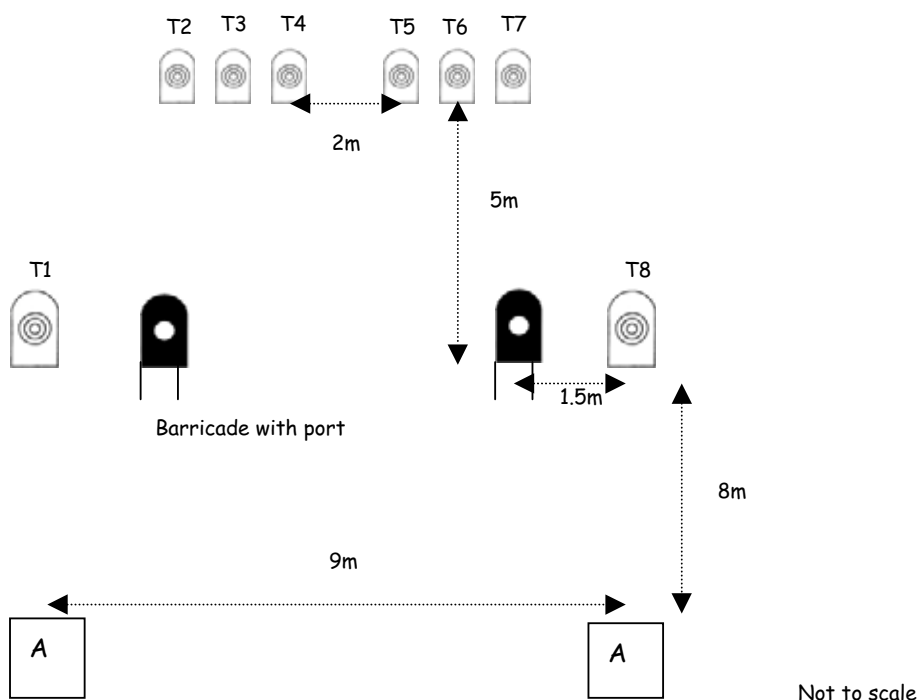 T2 T3 T4 T5 T6 T7
2m
5m
T1 T8
1.5m
Barricade with port
8m
9m
A A
Not to scale